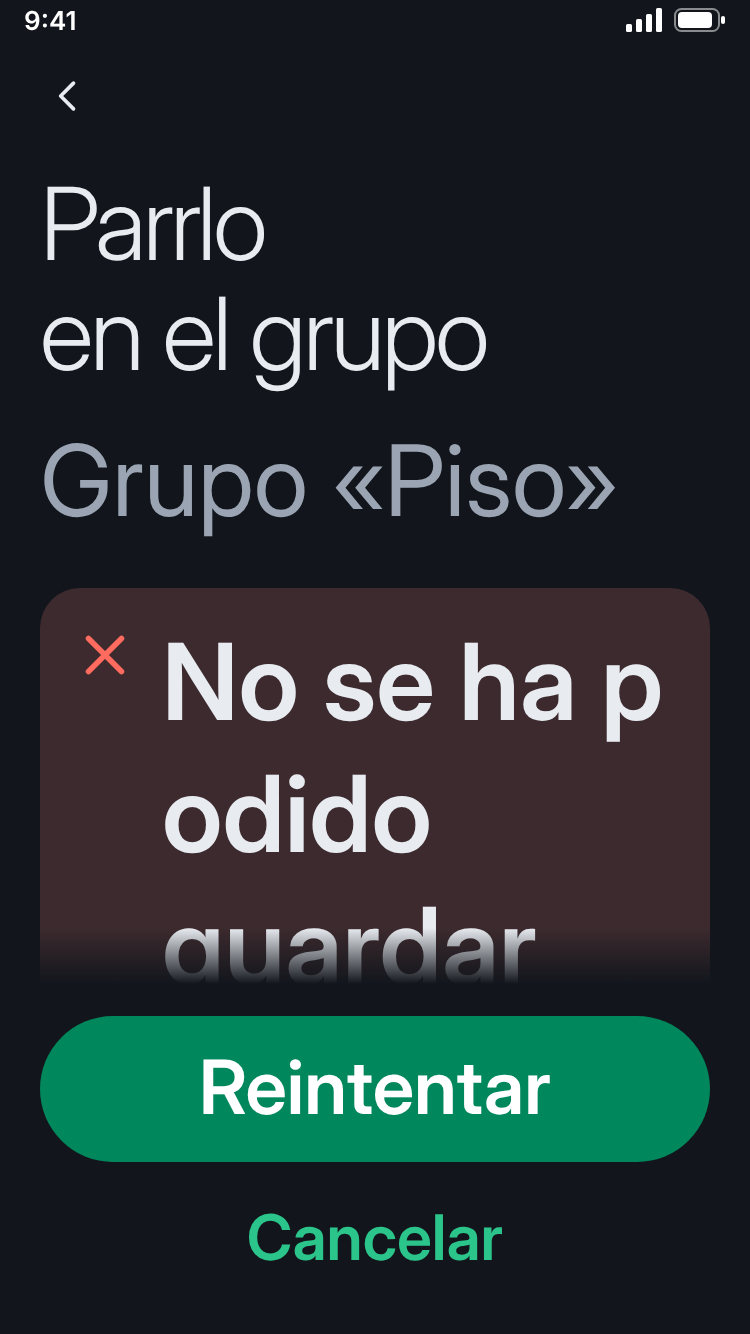 9:41
Parrlo
en el grupo
Grupo «Piso»
No se ha p
odido
guardar
Reintentar
Cancelar